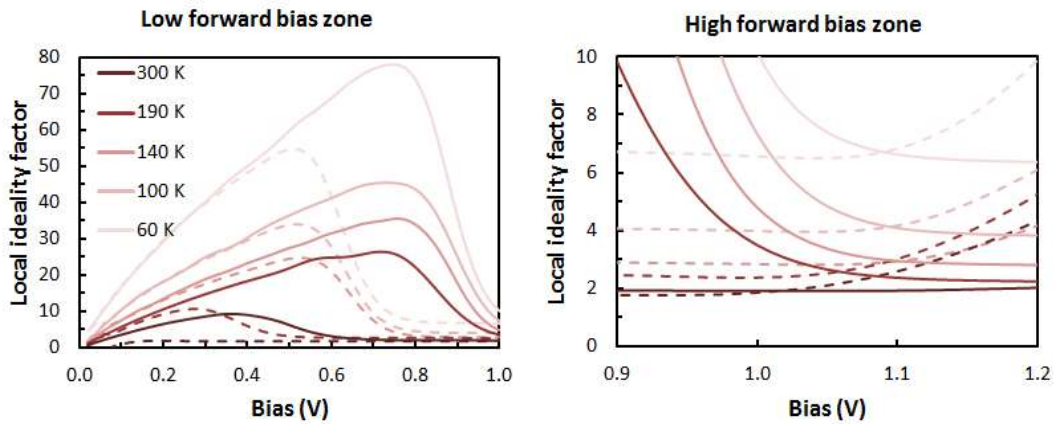 Low forward bias zone
High forward bias zone
80
70
60
50
40
30
20
10
0
Local ideality factor
300 K
190 K
140 K
100 K
60 K
0.0
0.2
0.4
0.6
0.8
1.0
Bias (V)
10
8
6
4
2
0
Local ideality factor
0.9
1.0
1.1
1.2
Bias (V)